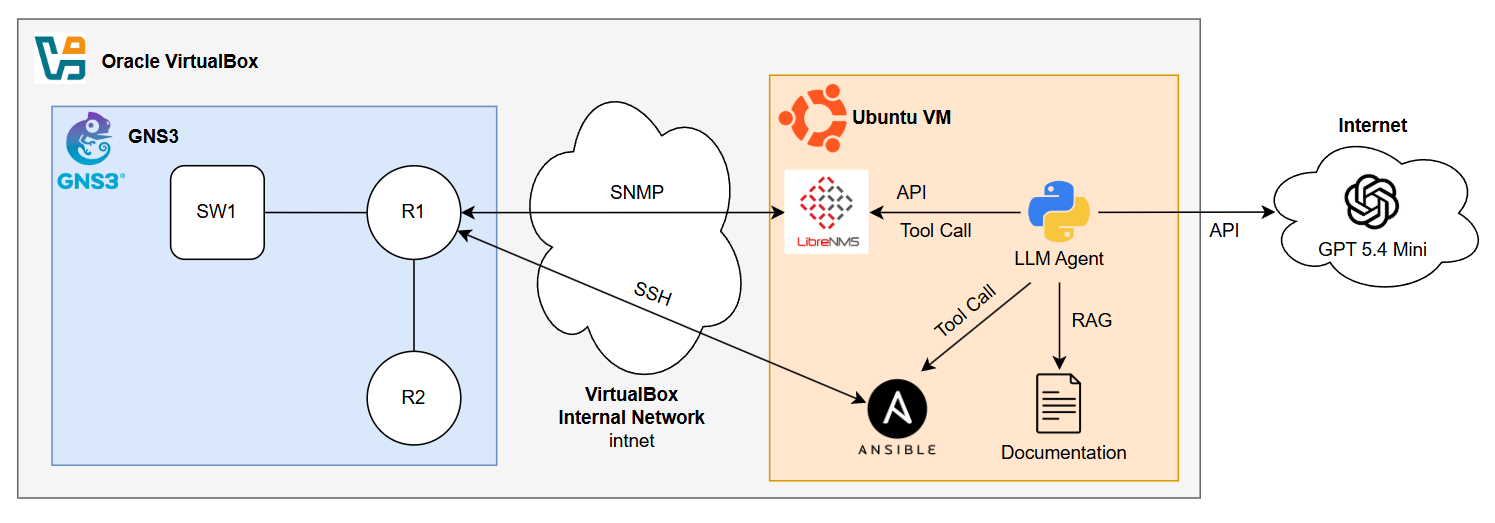 Oracle VirtualBox
GNS3
GNS3®
SW1
R1
R2
SNMP
SSH
VirtualBox
Internal Network
intnet
Ubuntu VM
LibreNMS
API
Tool Call
LLM Agent
Tool Call
RAG
ANSIBLE
Documentation
API
Internet
GPT 5.4 Mini